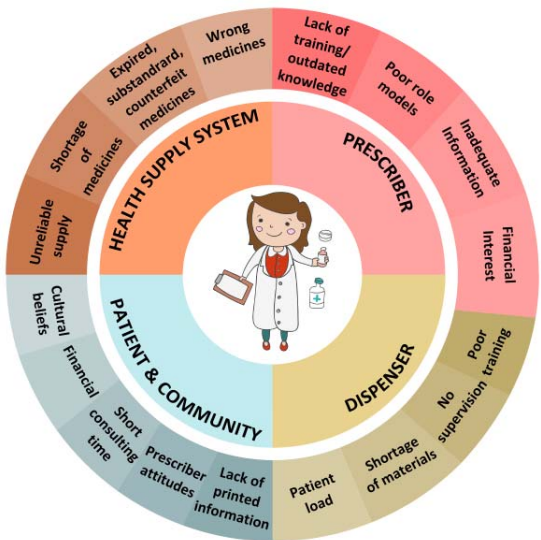 HEALTH SUPPLY SYSTEM
Unreliable
supply
Shortage
of
medicines
Expired,
substandrard,
counterfeit
medicines
Wrong
medicines
PRESCRIBER
Lack of
training/
outdated
knowledge
Poor role
models
Inadequate
Information
Financial
Interest
DISPENSER
Poor
training
No
supervision
Shortage
of materials
Patient
load
PATIENT & COMMUNITY
Lack of
printed
information
Prescriber
attitudes
Short
consulting
time
Financial
Cultural
beliefs